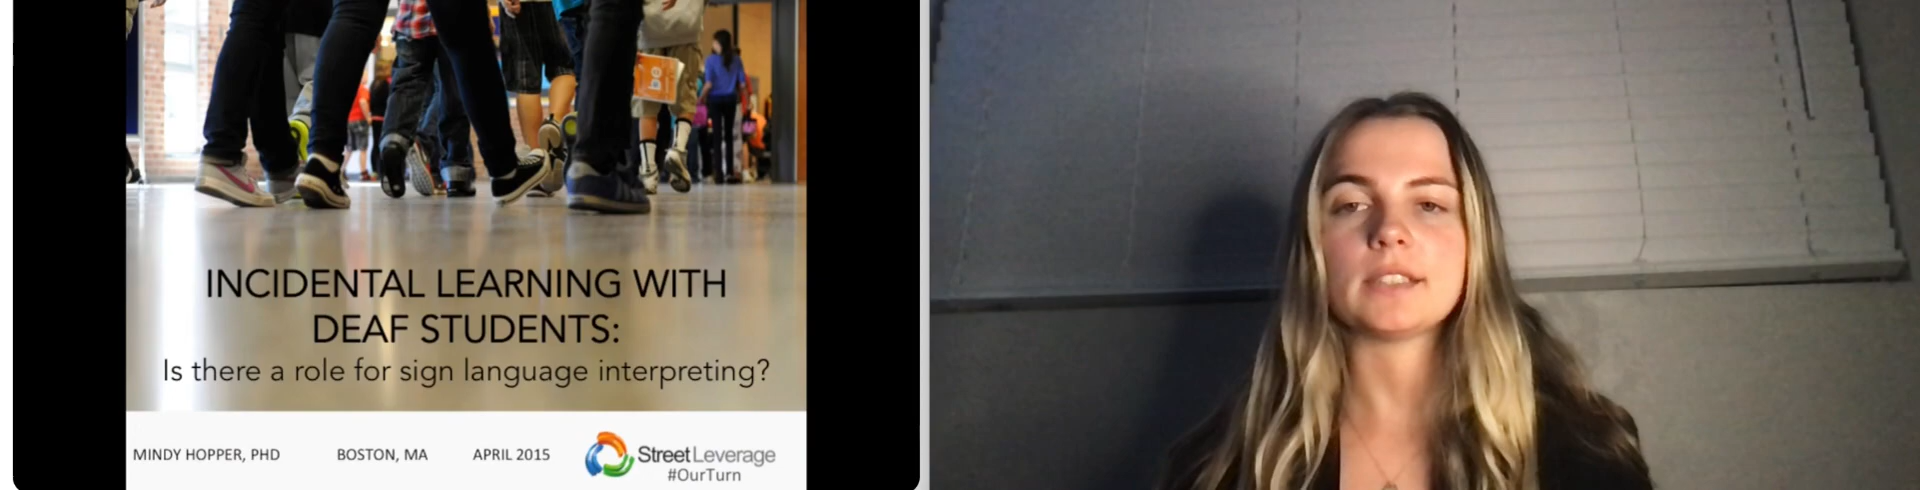 be
INCIDENTAL LEARNING WITH
DEAF STUDENTS:
Is there a role for sign language interpreting?
MINDY HOPPER, PHD BOSTON, MA APRIL 2015 StreetLeverage
#OurTurn